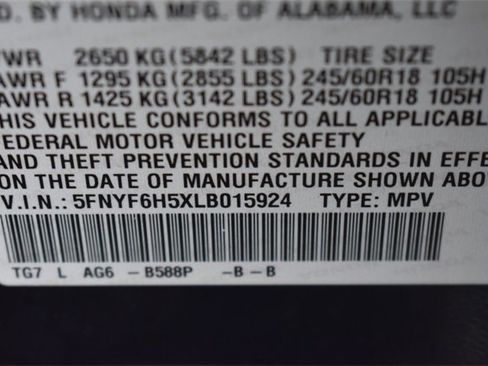 D. BY HONDA MFG. OF ALABAMA, LLC
VWR 2650 KG(5842 LBS) TIRE SIZE
AWR F 1295 KG(2855 LBS)245/60R18 105H
AWR R 1425 KG(3142 LBS)245/60R18 105H
HIS VEHICLE CONFORMS TO ALL APPLICABL
EDERAL MOTOR VEHICLE SAFETY
AND THEFT PREVENTION STANDARDS IN EFFE
ON THE DATE OF MANUFACTURE SHOWN ABO
V.I.N.: 5FNYF6H5XLB015924 TYPE: MPV
TG7 L AG6 -B588P -B-B